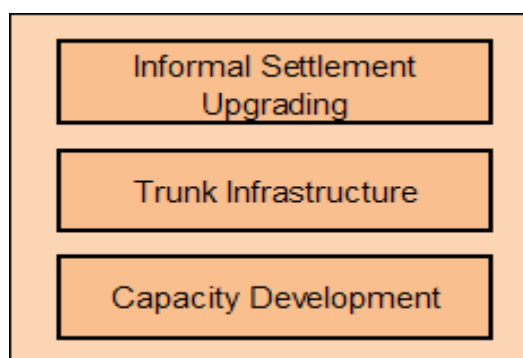 Informal Settlement
Upgrading
Trunk Infrastructure
Capacity Development